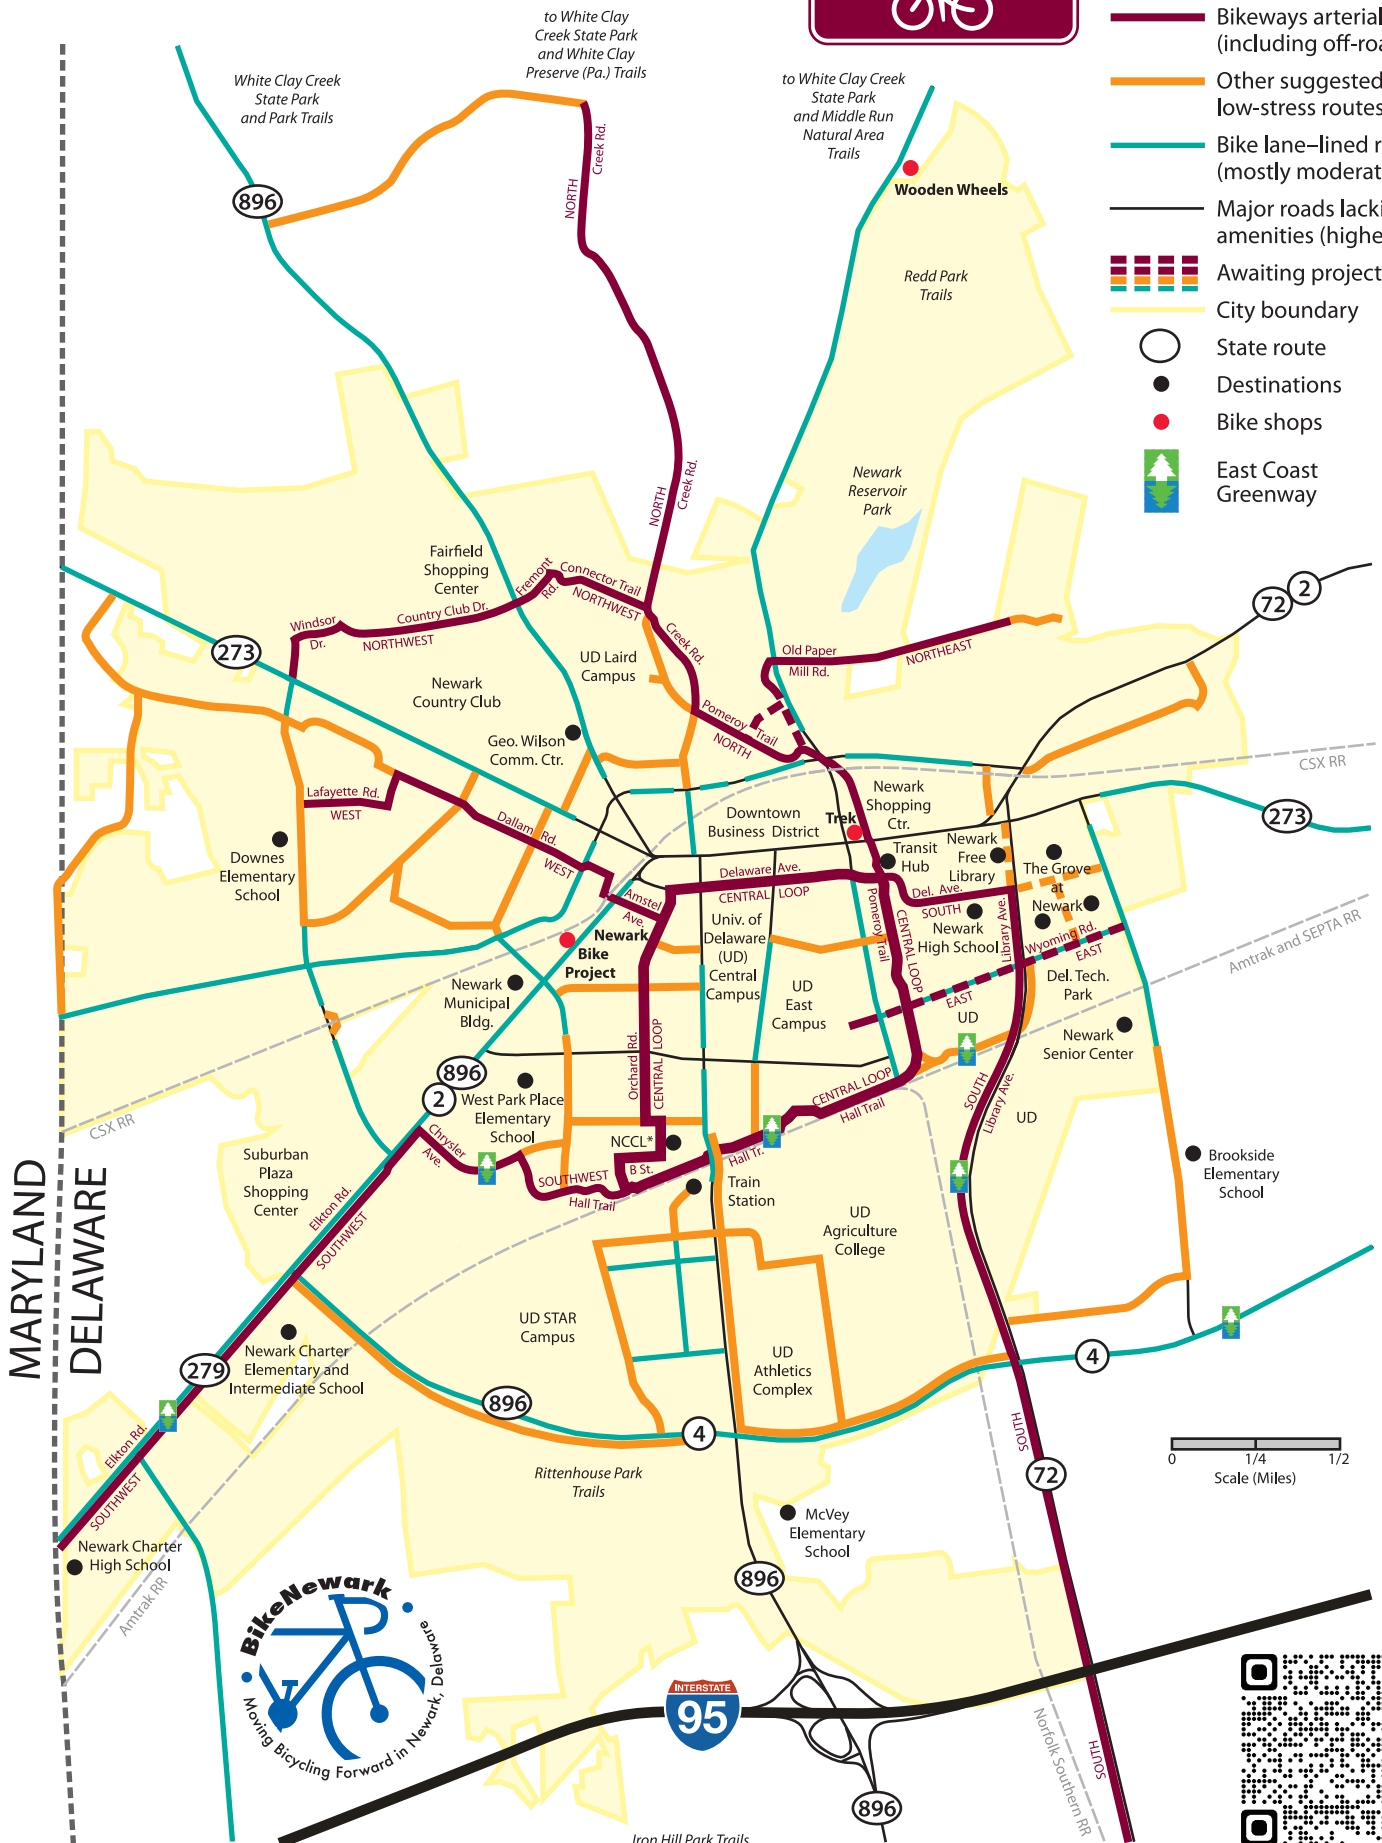 to White Clay
Creek State Park
and White Clay
Preserve (Pa.) Trails
White Clay Creek
State Park
and Park Trails
to White Clay Creek
State Park
and Middle Run
Natural Area
Trails
Bikeways arterial
(including off-roa
Other suggested
low-stress routes
Bike lane–lined r
(mostly moderat
Major roads lacki
amenities (highe
Awaiting project
City boundary
State route
Destinations
Bike shops
East Coast
Greenway
896
NORTH
Creek Rd.
Wooden Wheels
Redd Park
Trails
Newark
Reservoir
Park
NORTH
Creek Rd.
Fairfield
Shopping
Center
Fremont
Rd.
Connector Trail
NORTHWEST
Windsor
Dr.
Country Club Dr.
NORTHWEST
Creek Rd.
72
2
273
UD Laird
Campus
Old Paper
Mill Rd.
NORTHEAST
Newark
Country Club
Pomeroy
Trail
NORTH
Geo. Wilson
Comm. Ctr.
CSX RR
Lafayette Rd.
WEST
Dallam Rd.
WEST
Downtown
Business District
Trek
Newark
Shopping
Ctr.
273
Downes
Elementary
School
Transit
Hub
Newark
Free
Library
The Grove
at
Newark
Delaware Ave.
CENTRAL LOOP
Amstel
Ave.
Del. Ave.
SOUTH
Newark
Bike
Project
Univ. of
Delaware
(UD)
Central
Campus
Pomeroy Trail
CENTRAL LOOP
Newark
High School
Library Ave.
Wyoming Rd.
EAST
Amtrak and SEPTA RR
Newark
Municipal
Bldg.
UD
East
Campus
EAST
UD
Del. Tech.
Park
Newark
Senior Center
896
2
Orchard Rd.
CENTRAL LOOP
West Park Place
Elementary
School
CENTRAL LOOP
Hall Trail
SOUTH
Library Ave.
UD
CSX RR
Chrysler
Ave.
NCCL*
Hall Tr.
B St.
SOUTHWEST
Hall Trail
Train
Station
Brookside
Elementary
School
Suburban
Plaza
Shopping
Center
Elkton Rd.
SOUTHWEST
UD
Agriculture
College
MARYLAND
DELAWARE
UD STAR
Campus
Newark Charter
Elementary and
Intermediate School
279
896
4
4
UD
Athletics
Complex
Elkton Rd.
SOUTHWEST
SOUTH
72
0 1/4 1/2
Scale (Miles)
Rittenhouse Park
Trails
McVey
Elementary
School
Newark Charter
High School
Amtrak RR
896
BikeNewark
Moving Bicycling Forward in Newark, Delaware
INTERSTATE
95
896
Norfolk Southern RR
SOUTH
Iron Hill Park Trails